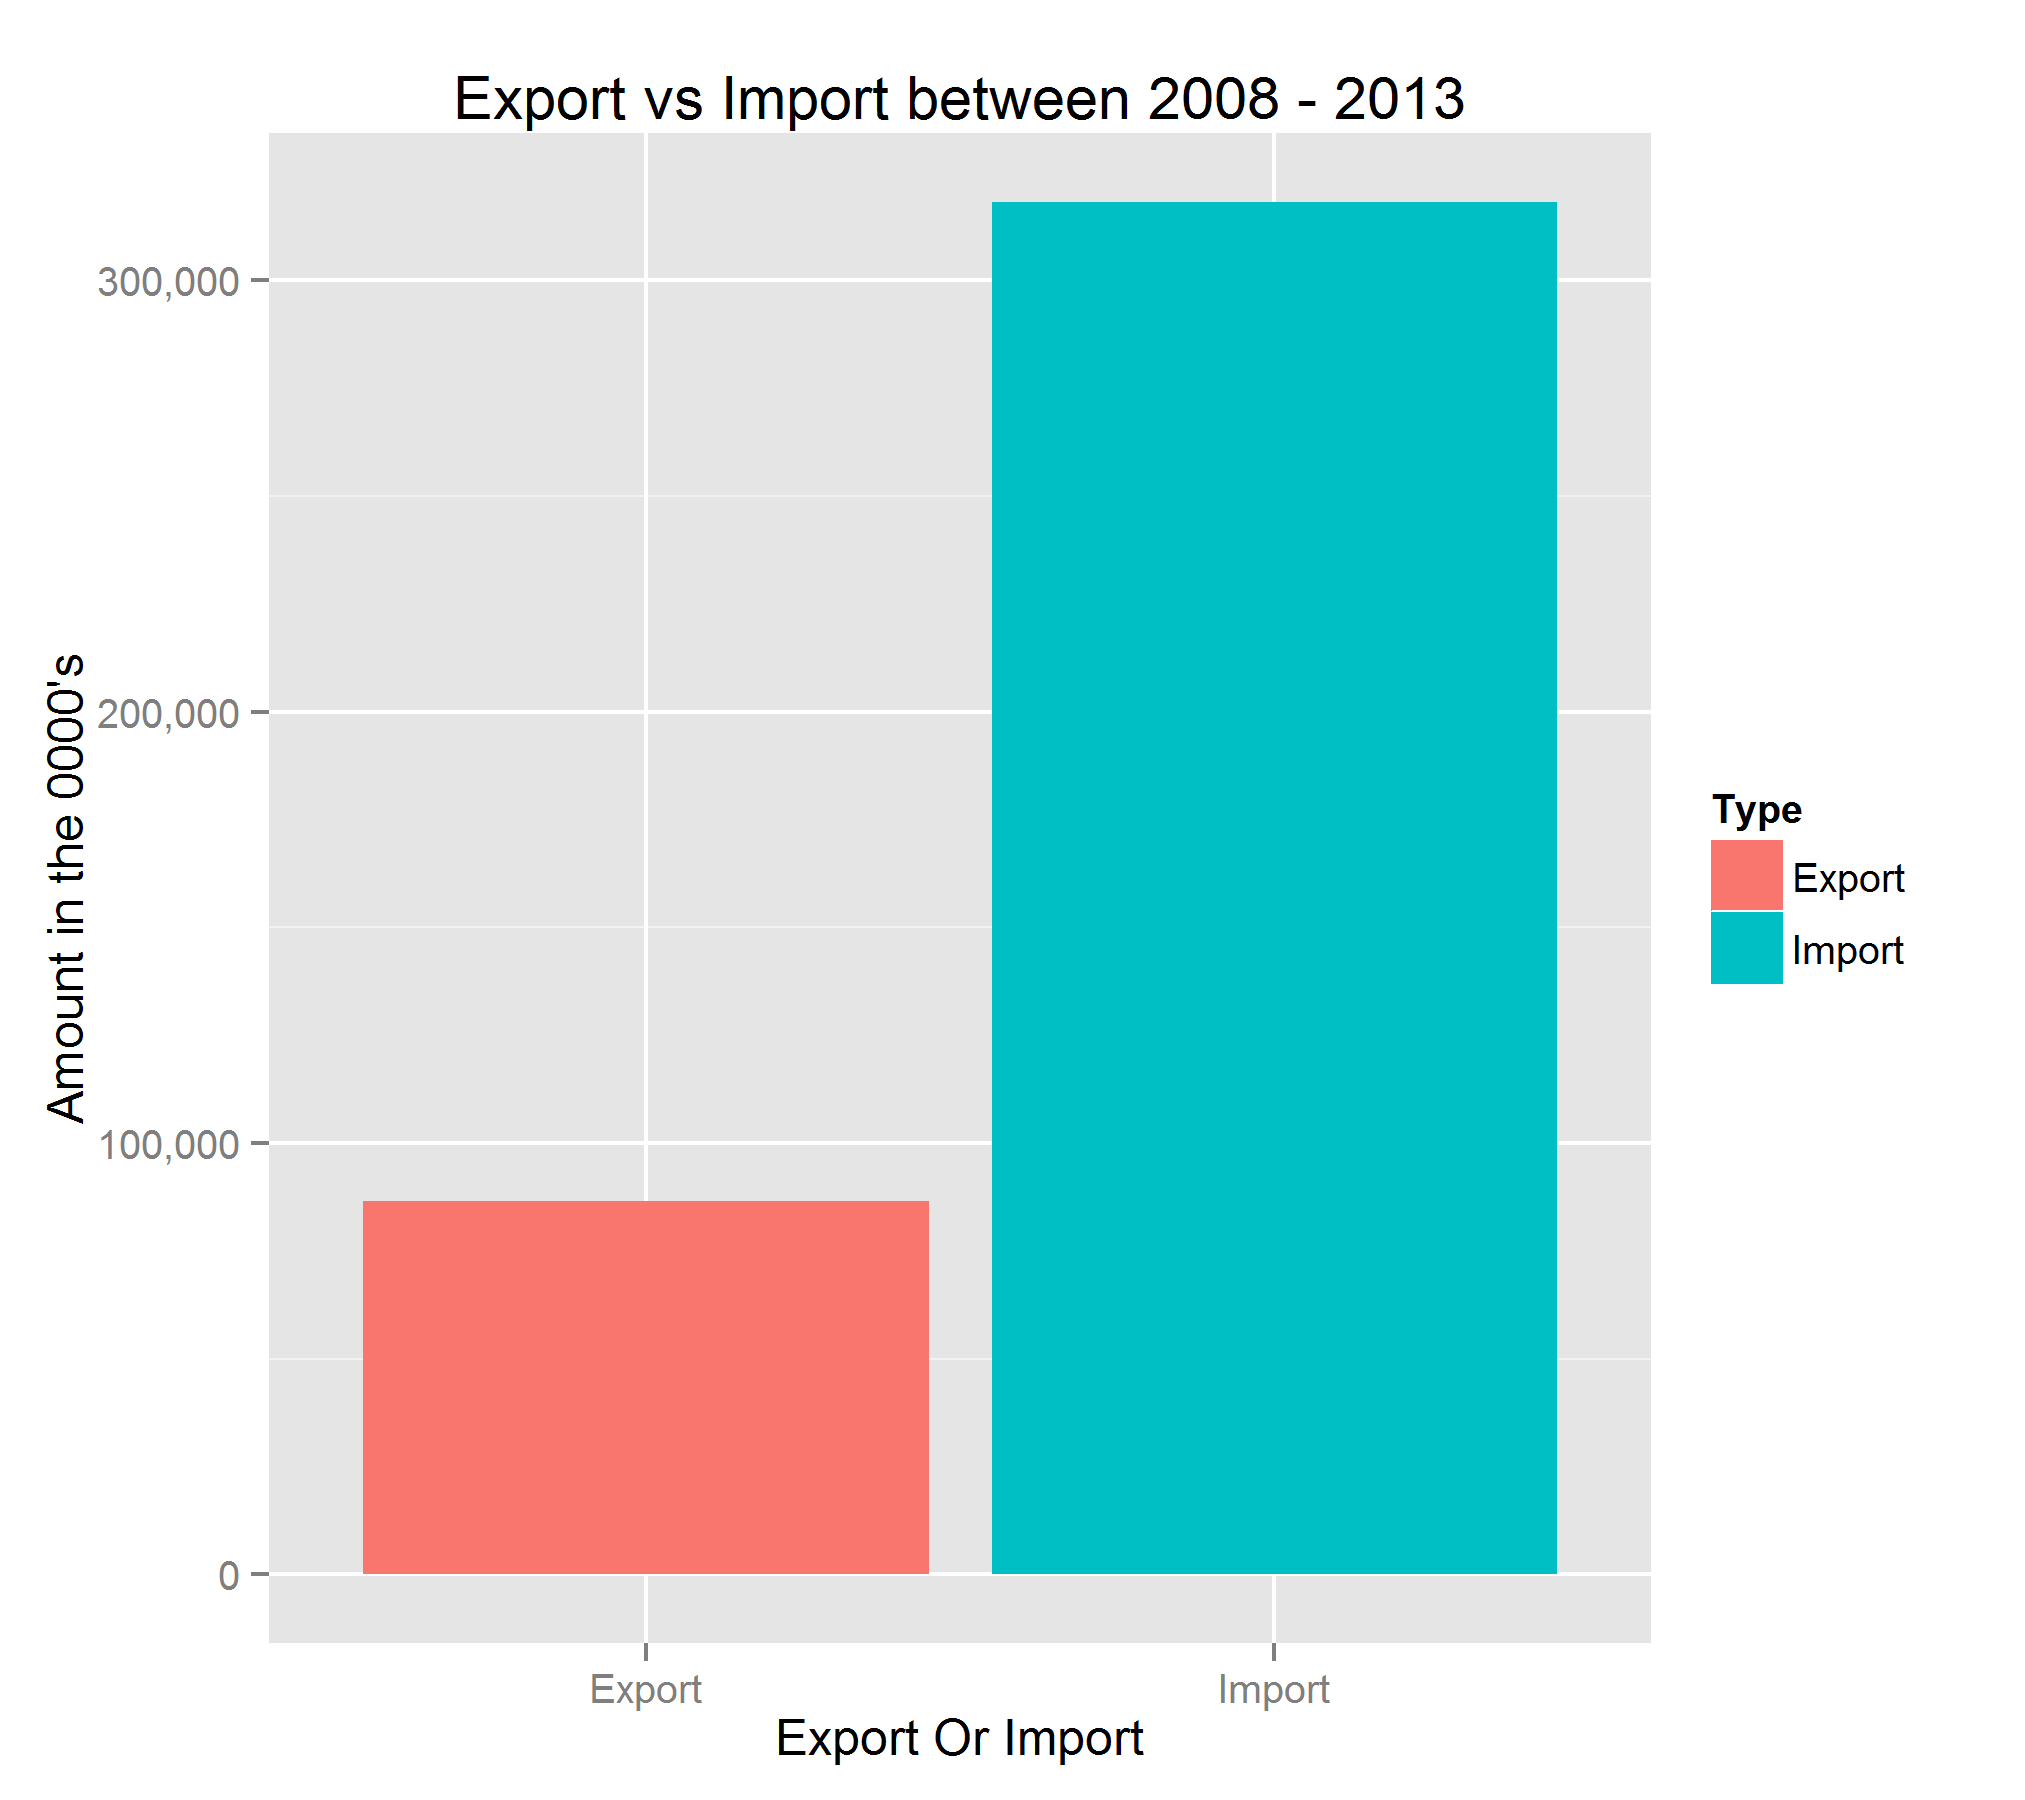 Export vs Import between 2008 - 2013
Amount in the 0000's
300,000
200,000
100,000
0
Export
Import
Export Or Import
Type
Export
Import